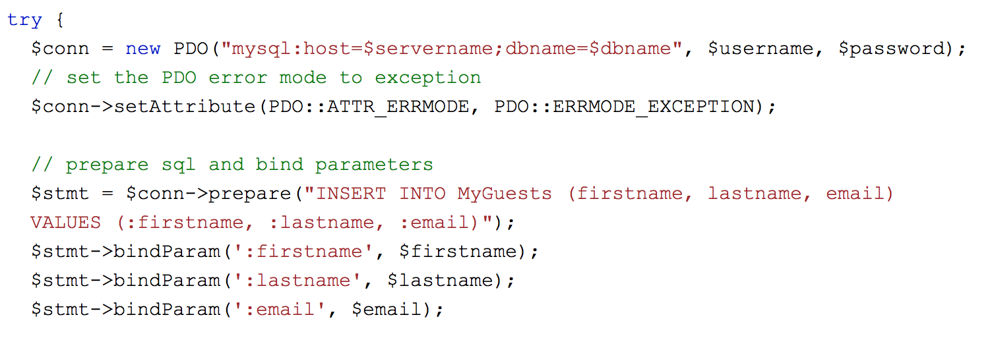 try {
  $conn = new PDO("mysql:host=$servername;dbname=$dbname", $username, $password);
  // set the PDO error mode to exception
  $conn->setAttribute(PDO::ATTR_ERRMODE, PDO::ERRMODE_EXCEPTION);

  // prepare sql and bind parameters
  $stmt = $conn->prepare("INSERT INTO MyGuests (firstname, lastname, email)
  VALUES (:firstname, :lastname, :email)");
  $stmt->bindParam(':firstname', $firstname);
  $stmt->bindParam(':lastname', $lastname);
  $stmt->bindParam(':email', $email);